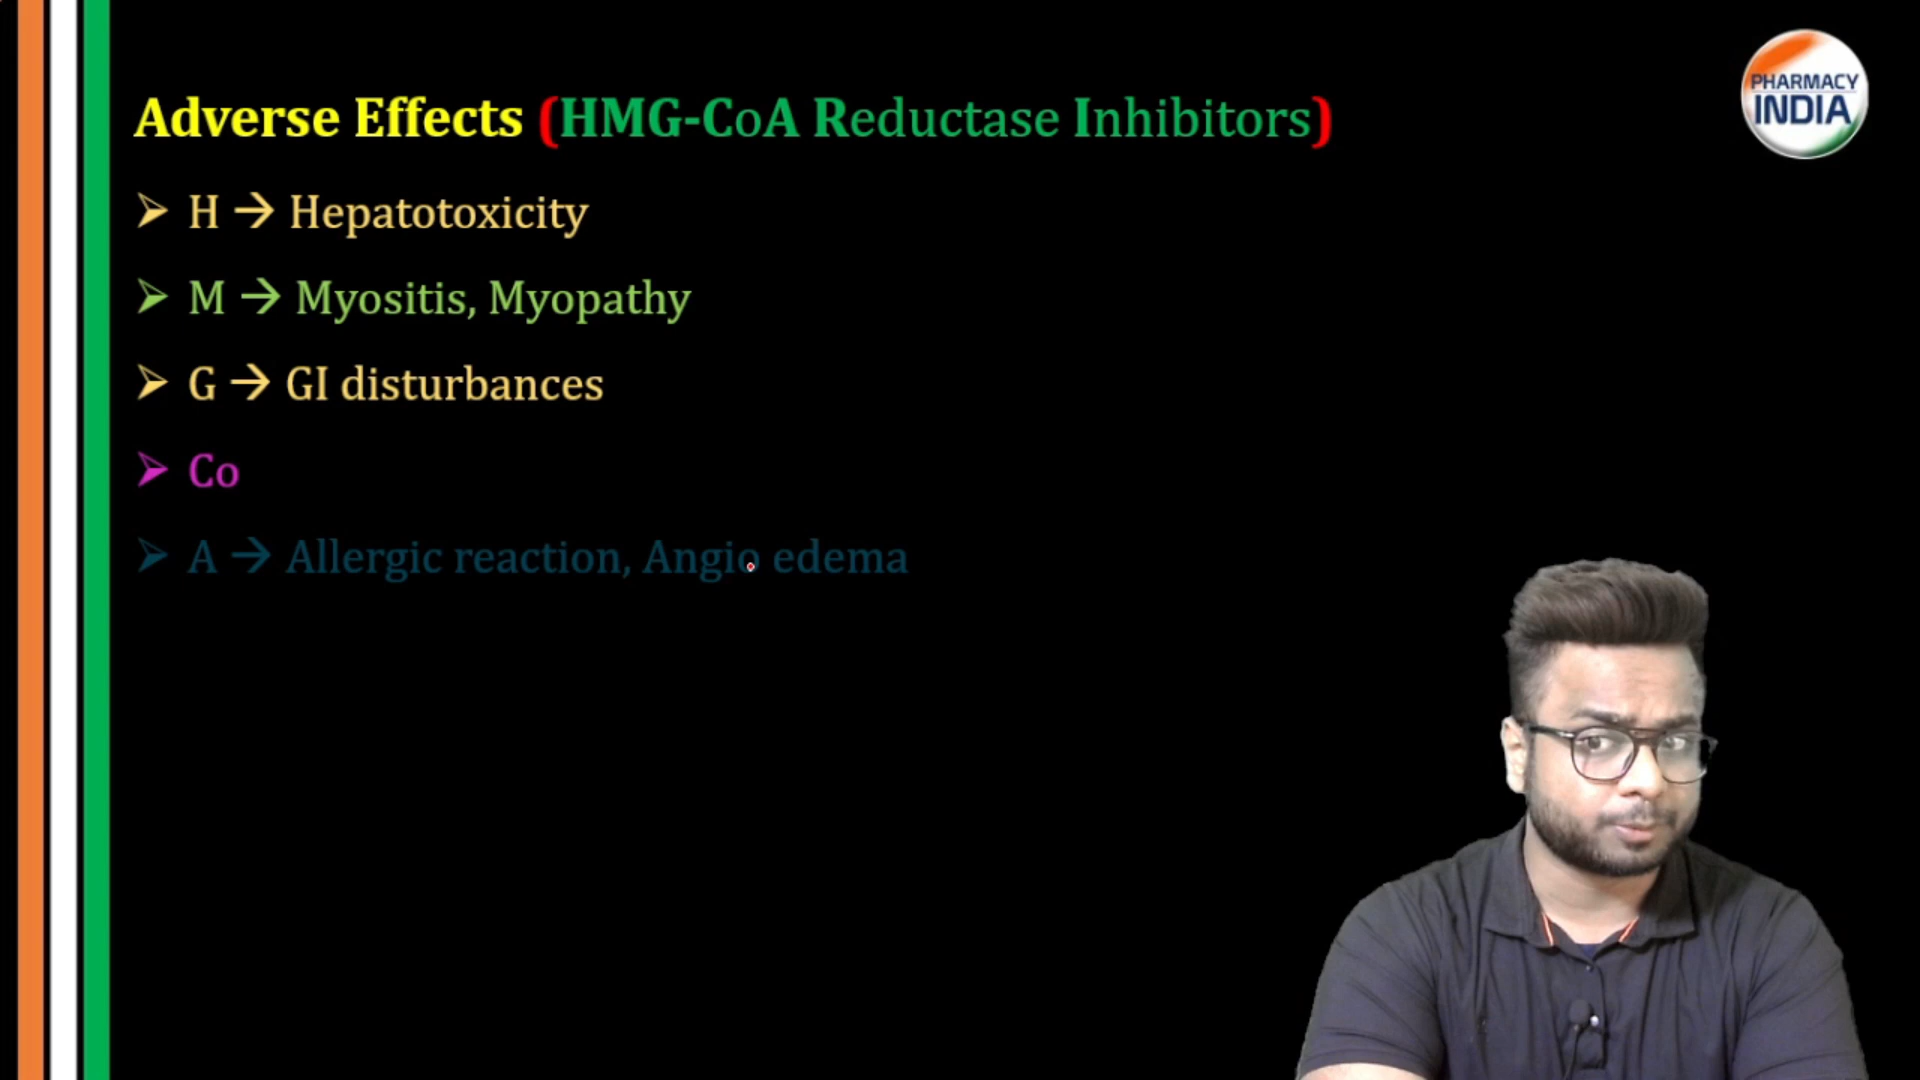 Adverse Effects (HMG-CoA Reductase Inhibitors)
PHARMACY
INDIA
➢ H → Hepatotoxicity
➢ M → Myositis, Myopathy
➢ G → GI disturbances
➢ Co
➢ A → Allergic reaction, Angio edema